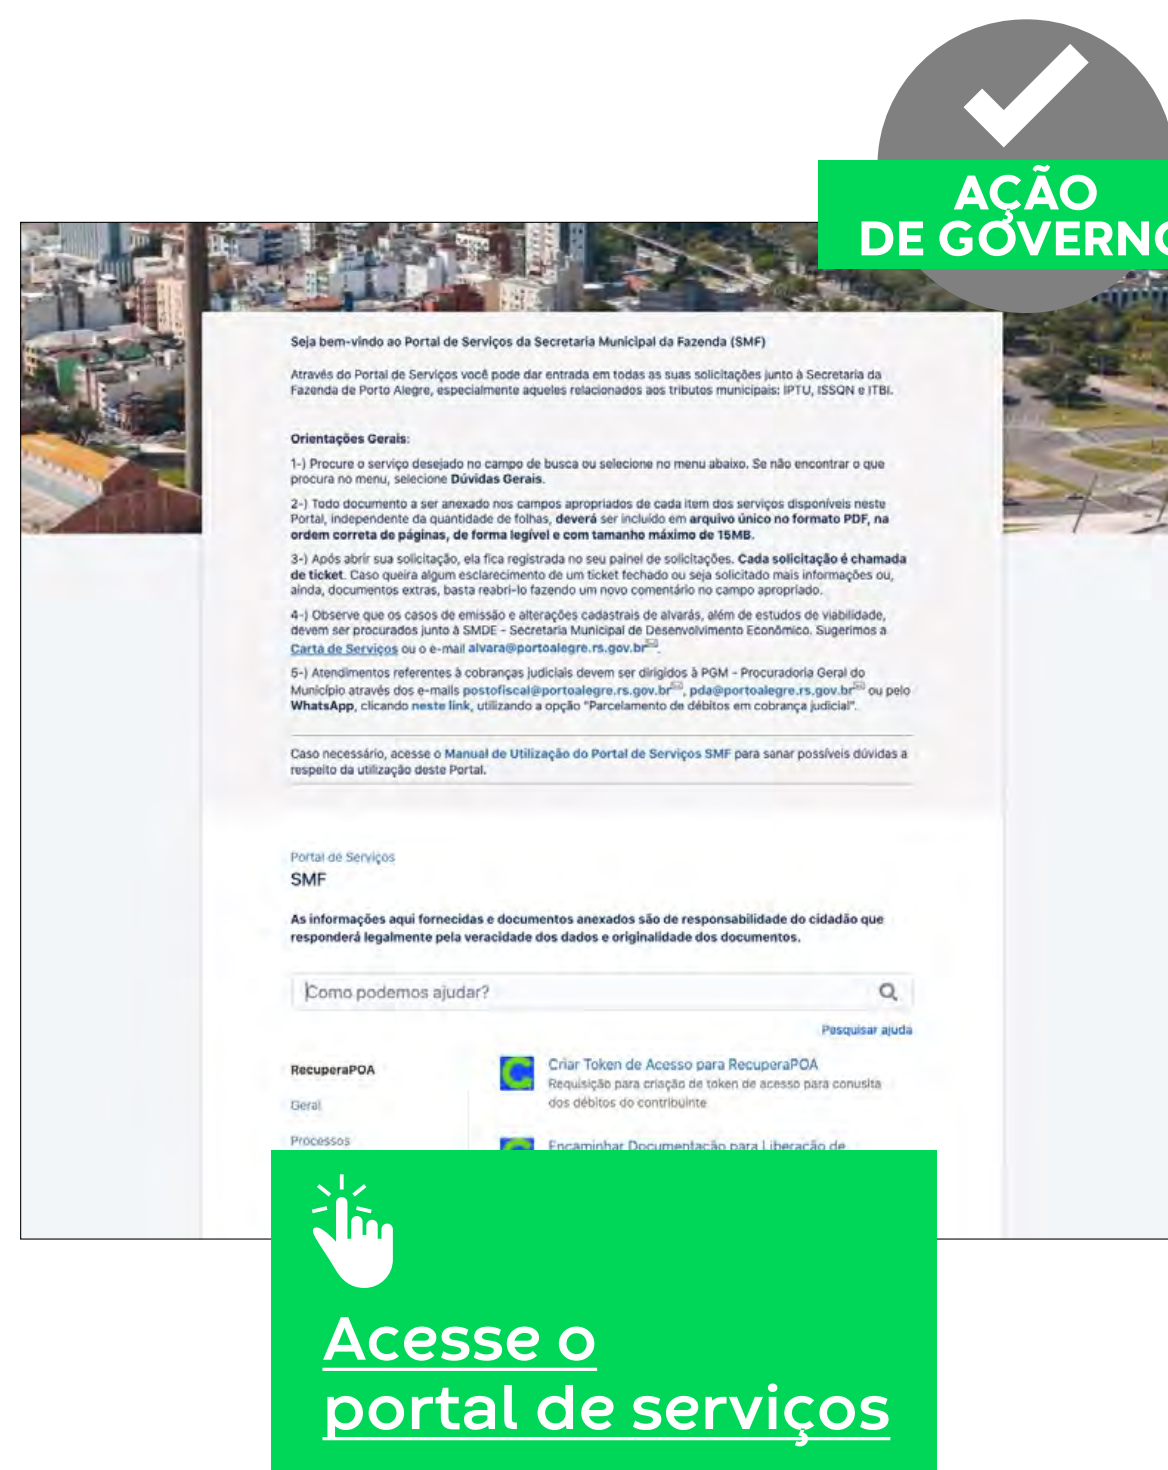 AÇÃO
DE GOVERNO
Seja bem-vindo ao Portal de Serviços da Secretaria Municipal da Fazenda (SMF)
Através do Portal de Serviços você pode dar entrada em todas as suas solicitações junto à Secretaria da
Fazenda de Porto Alegre, especialmente aqueles relacionados aos tributos municipais: IPTU, ISSQN e ITBI.
Orientações Gerais:
1-) Procure o serviço desejado no campo de busca ou selecione no menu abaixo. Se não encontrar o que
procura no menu, selecione Dúvidas Gerais.
2-) Todo documento a ser anexado nos campos apropriados de cada item dos serviços disponíveis neste
Portal, independente da quantidade de folhas, deverá ser incluído em arquivo único no formato PDF, na
ordem correta de páginas, de forma legível e com tamanho máximo de 15MB.
3-) Após abrir sua solicitação, ela fica registrada no seu painel de solicitações. Cada solicitação é chamada
de ticket. Caso queira algum esclarecimento de um ticket fechado ou seja solicitado mais informações ou,
ainda, documentos extras, basta reabri-lo fazendo um novo comentário no campo apropriado.
4-) Observe que os casos de emissão e alterações cadastrais de alvarás, além de estudos de viabilidade,
devem ser procurados junto à SMDE - Secretaria Municipal de Desenvolvimento Econômico. Sugerimos a
Carta de Serviços ou o e-mail alvara@portoalegre.rs.gov.br.
5-) Atendimentos referentes à cobranças judiciais devem ser dirigidos à PGM - Procuradoria Geral do
Município através dos e-mails postofiscal@portoalegre.rs.gov.br, pda@portoalegre.rs.gov.br ou pelo
WhatsApp, clicando neste link, utilizando a opção "Parcelamento de débitos em cobrança judicial".
Caso necessário, acesse o Manual de Utilização do Portal de Serviços SMF para sanar possíveis dúvidas a
respeito da utilização deste Portal.
Portal de Serviços
SMF
As informações aqui fornecidas e documentos anexados são de responsabilidade do cidadão que
responderá legalmente pela veracidade dos dados e originalidade dos documentos.
Como podemos ajudar?
Pesquisar ajuda
RecuperaPOA
Geral
Processos
Criar Token de Acesso para RecuperaPOA
Requisição para criação de token de acesso para conuslta
dos débitos do contribuinte
Encaminhar Documentação para Liberação de
Acesse o
portal de serviços